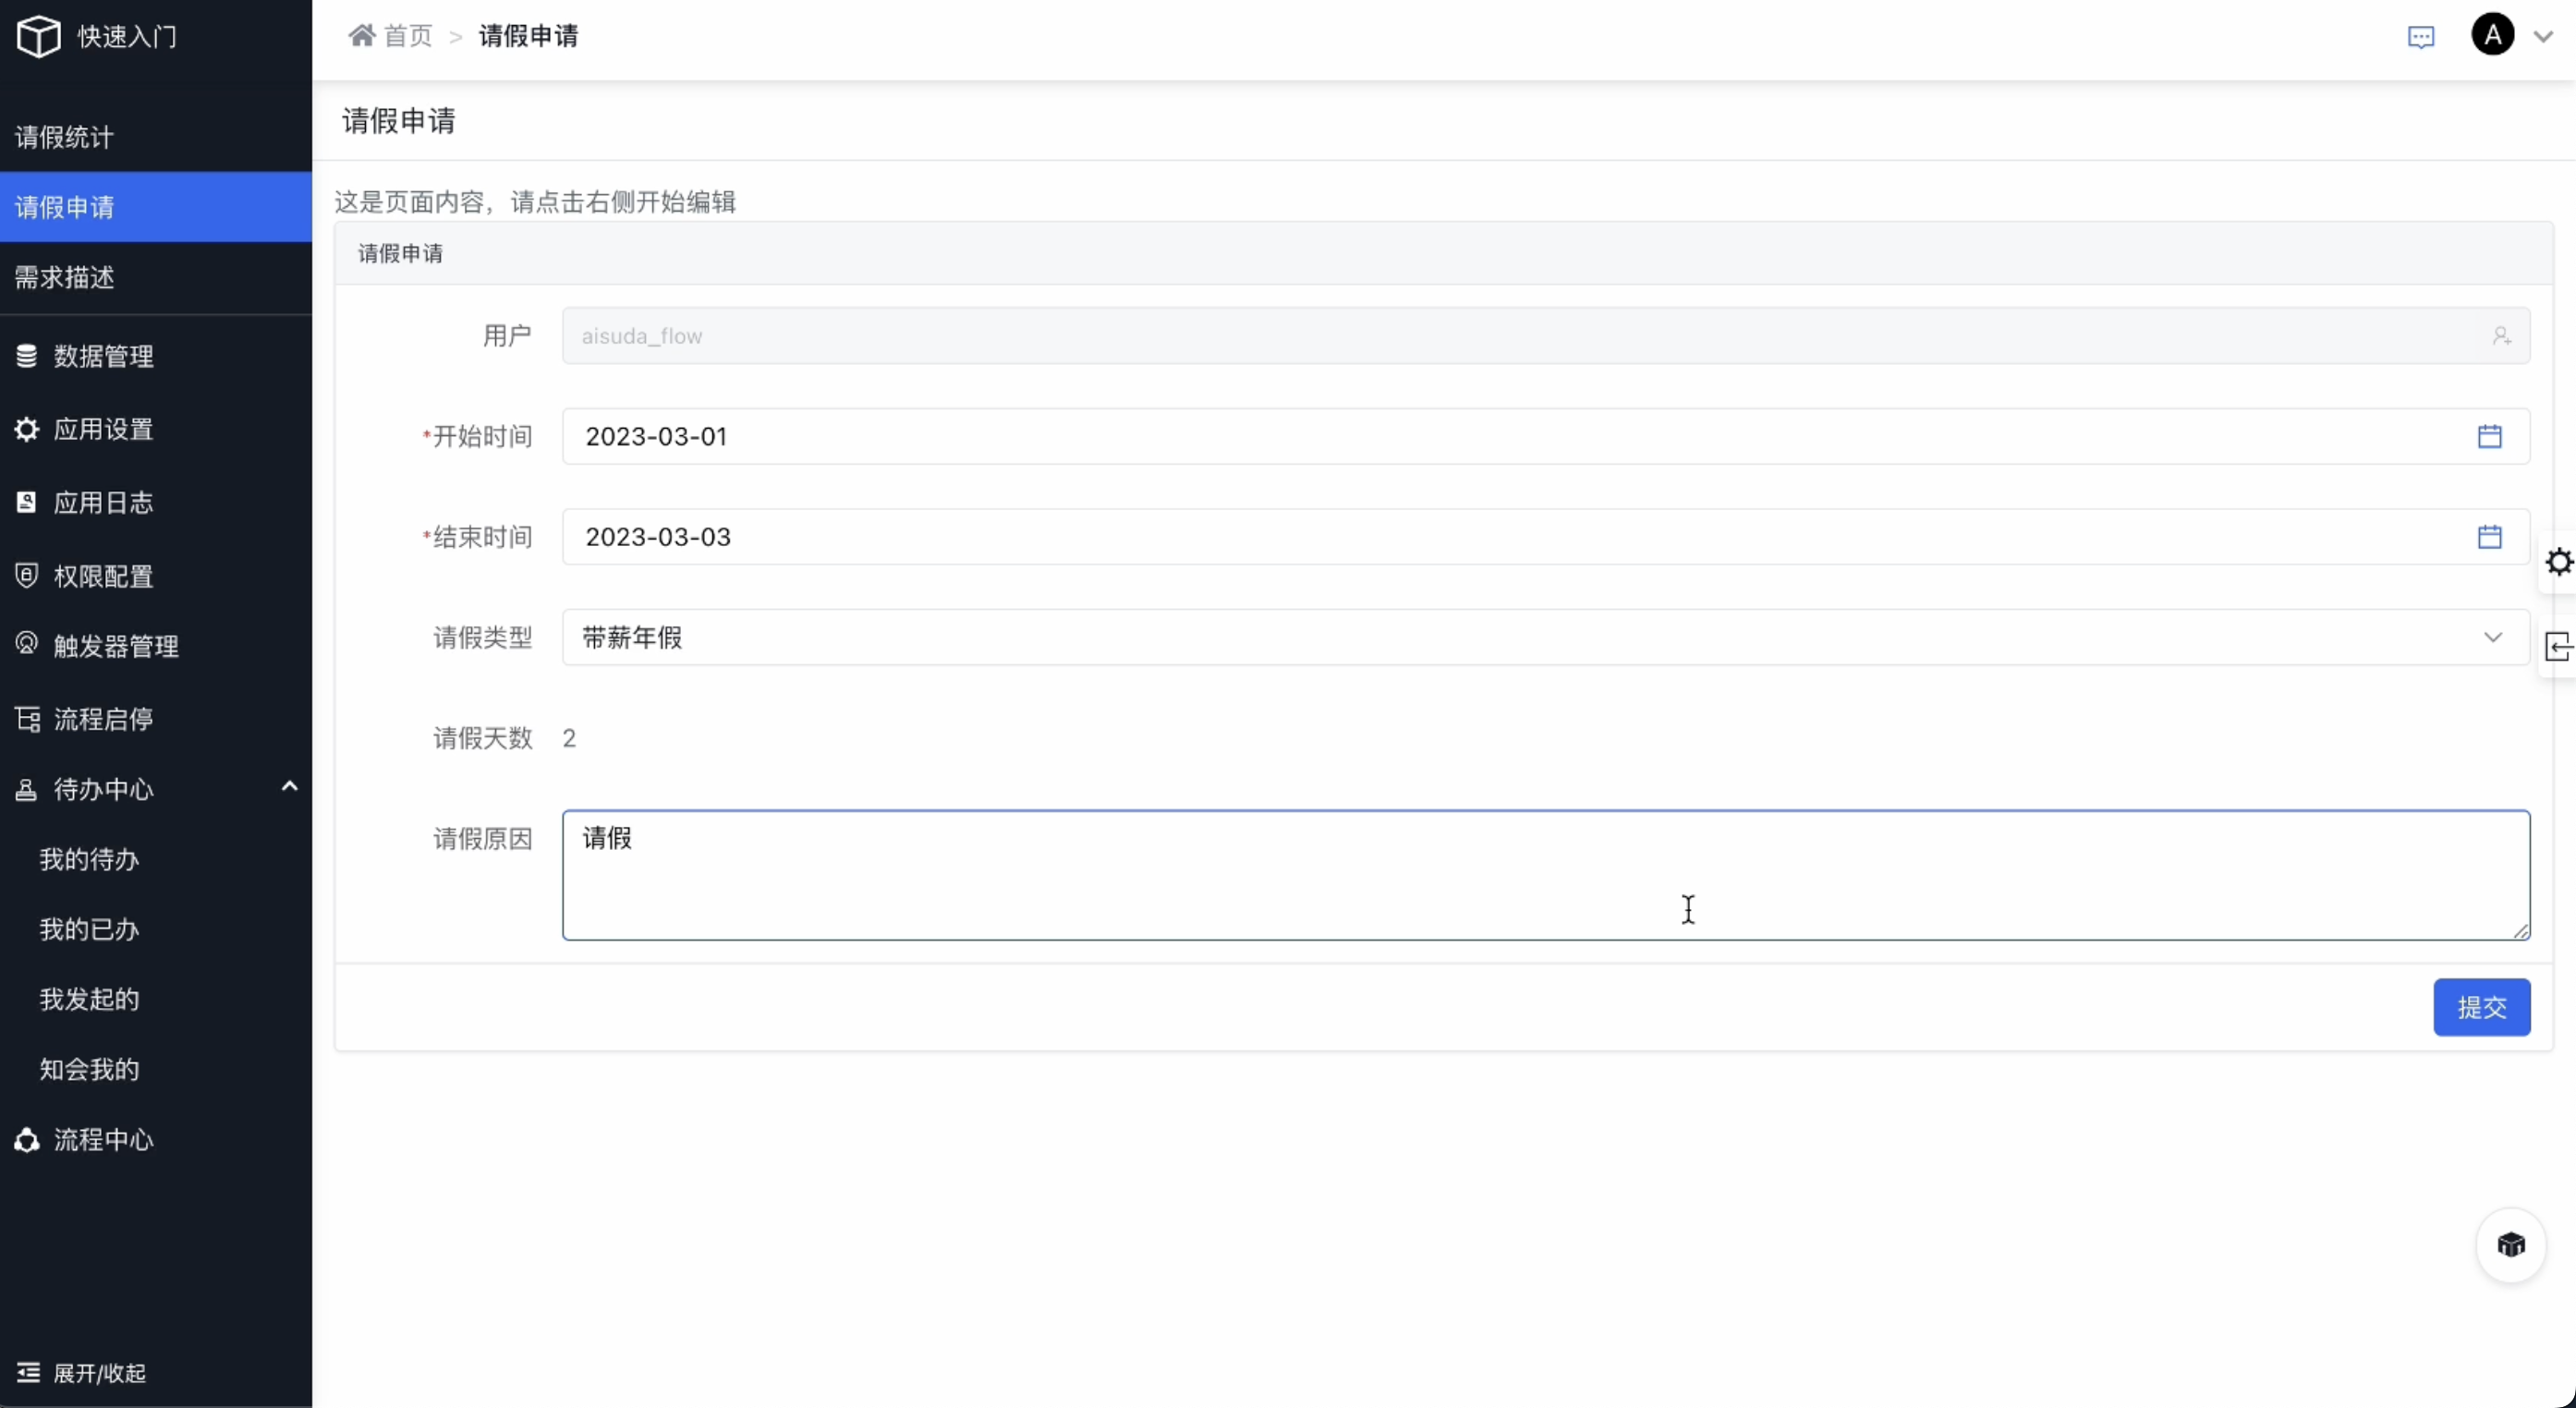 快速入门
请假统计
请假申请
需求描述
数据管理
应用设置
应用日志
权限配置
触发器管理
流程启停
待办中心
我的待办
我的已办
我发起的
知会我的
流程中心
展开/收起
首页 > 请假申请
A
请假申请
这是页面内容，请点击右侧开始编辑
请假申请
用户 aisuda_flow
*开始时间 2023-03-01
*结束时间 2023-03-03
请假类型 带薪年假
请假天数 2
请假原因 请假
提交